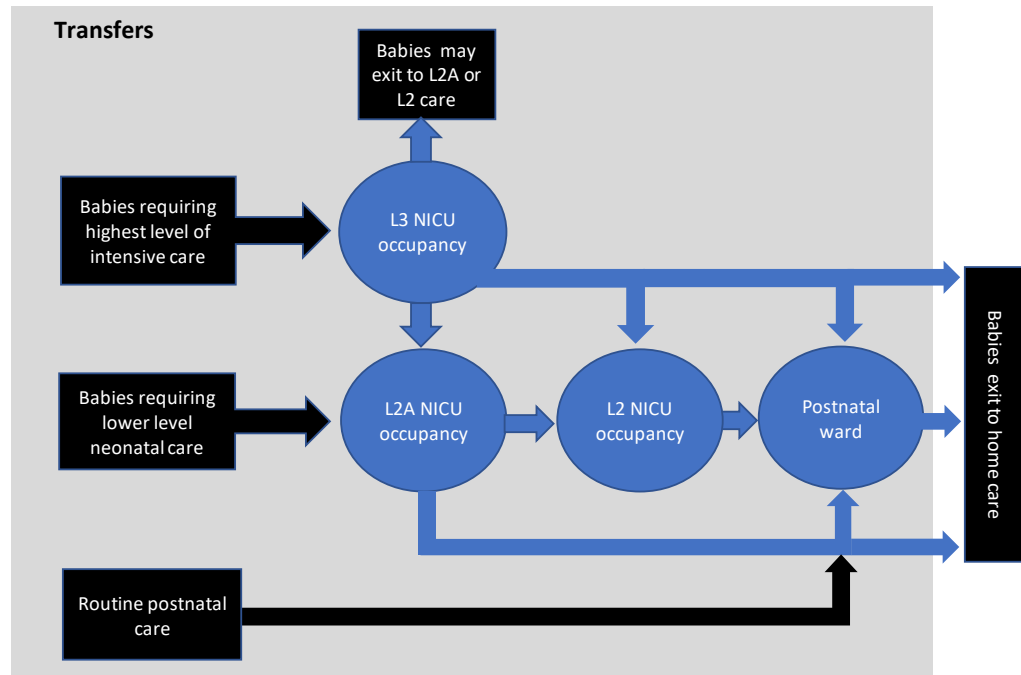 Transfers
Babies may
exit to L2A or
L2 care
Babies requiring
highest level of
intensive care
L3 NICU
occupancy
Babies requiring
lower level
neonatal care
L2A NICU
occupancy
L2 NICU
occupancy
Postnatal
ward
Babies exit to home care
Routine postnatal
care